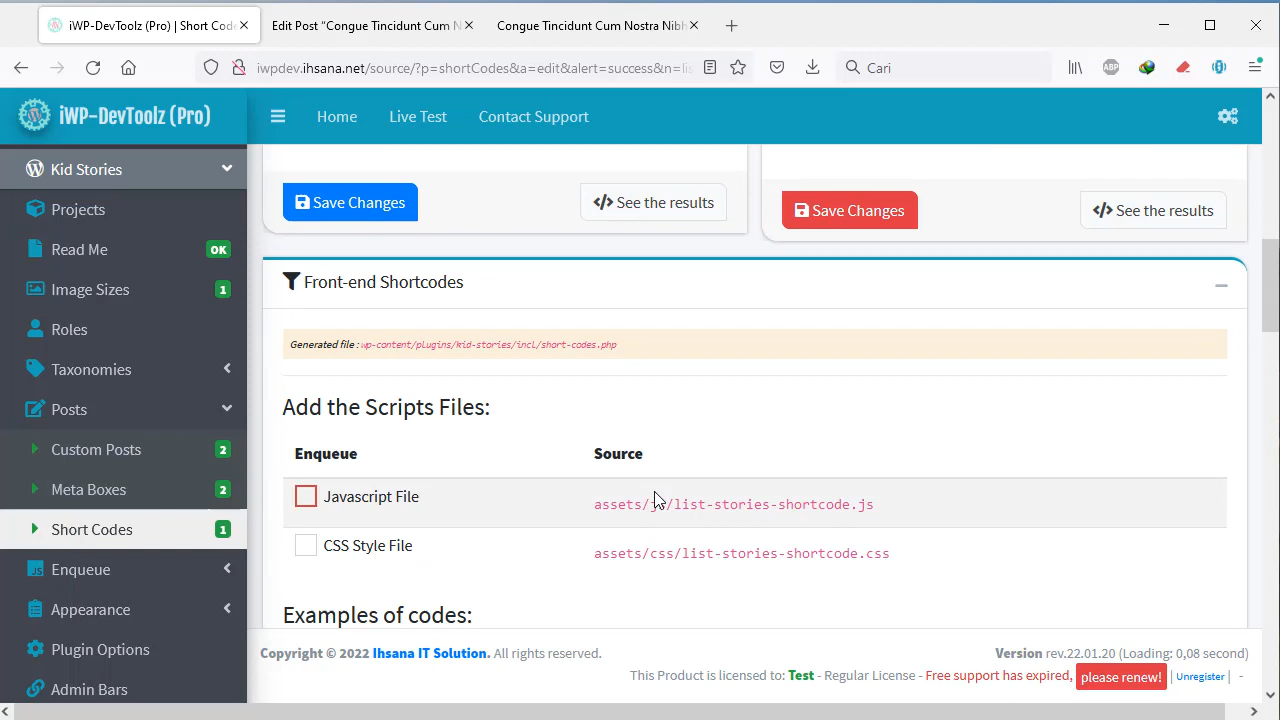 iWP-DevToolz (Pro) | Short Code
Edit Post “Congue Tincidunt Cum N
Congue Tincidunt Cum Nostra Nibh
iwpdev.ihsana.net/source/?p=shortCodes&a=edit&alert=success&n=lis
Cari
ABP
iWP-DevToolz (Pro)
Home
Live Test
Contact Support
Kid Stories
Projects
Read Me OK
Image Sizes 1
Roles
Taxonomies
Posts
Custom Posts 2
Meta Boxes 2
Short Codes 1
JS Enqueue
Appearance
Plugin Options
Admin Bars
Save Changes
</> See the results
Save Changes
</> See the results
Front-end Shortcodes
Generated file : wp-content/plugins/kid-stories/incl/short-codes.php
Add the Scripts Files:
Enqueue Source
Javascript File assets/js/list-stories-shortcode.js
CSS Style File assets/css/list-stories-shortcode.css
Examples of codes:
Copyright © 2022 Ihsana IT Solution. All rights reserved.
Version rev.22.01.20 (Loading: 0,08 second)
This Product is licensed to: Test - Regular License - Free support has expired, please renew! | Unregister | -